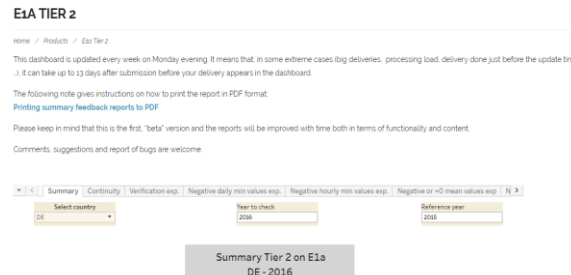 E1A TIER 2
Home / Products / E1a Tier 2
This dashboard is updated every week on Monday evening. It means that, in some extreme cases (big deliveries, processing load, delivery done just before the update tim
..), it can take up to 13 days after submission before your delivery appears in the dashboard.
The following note gives instructions on how to print the report in PDF format:
Printing summary feedback reports to PDF
Please keep in mind that this is the first, "beta" version and the reports will be improved with time both in terms of functionality and content.
Comments, suggestions and report of bugs are welcome.
Summary Continuity Verification exp. Negative daily min values exp. Negative hourly min values exp. Negative or =0 mean values exp N
Select country Year to check Reference year
DE 2016 2015
Summary Tier 2 on E1a
DE - 2016